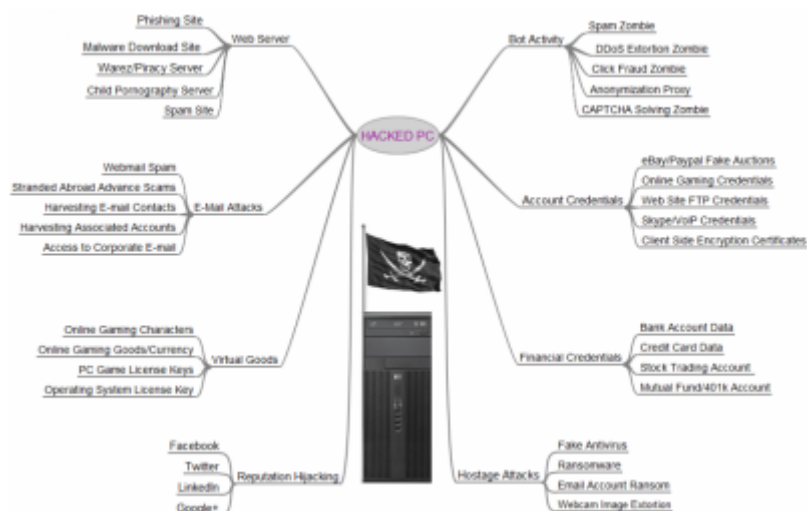 HACKED PC
Web Server
Phishing Site
Malware Download Site
Warez/Piracy Server
Child Pornography Server
Spam Site
E-Mail Attacks
Webmail Spam
Stranded Abroad Advance Scams
Harvesting E-mail Contacts
Harvesting Associated Accounts
Access to Corporate E-mail
Virtual Goods
Online Gaming Characters
Online Gaming Goods/Currency
PC Game License Keys
Operating System License Key
Reputation Hijacking
Facebook
Twitter
LinkedIn
Google+
Bot Activity
Spam Zombie
DDoS Extortion Zombie
Click Fraud Zombie
Anonymization Proxy
CAPTCHA Solving Zombie
Account Credentials
eBay/Paypal Fake Auctions
Online Gaming Credentials
Web Site FTP Credentials
Skype/VoIP Credentials
Client Side Encryption Certificates
Financial Credentials
Bank Account Data
Credit Card Data
Stock Trading Account
Mutual Fund/401k Account
Hostage Attacks
Fake Antivirus
Ransomware
Email Account Ransom
Webcam Image Extortion